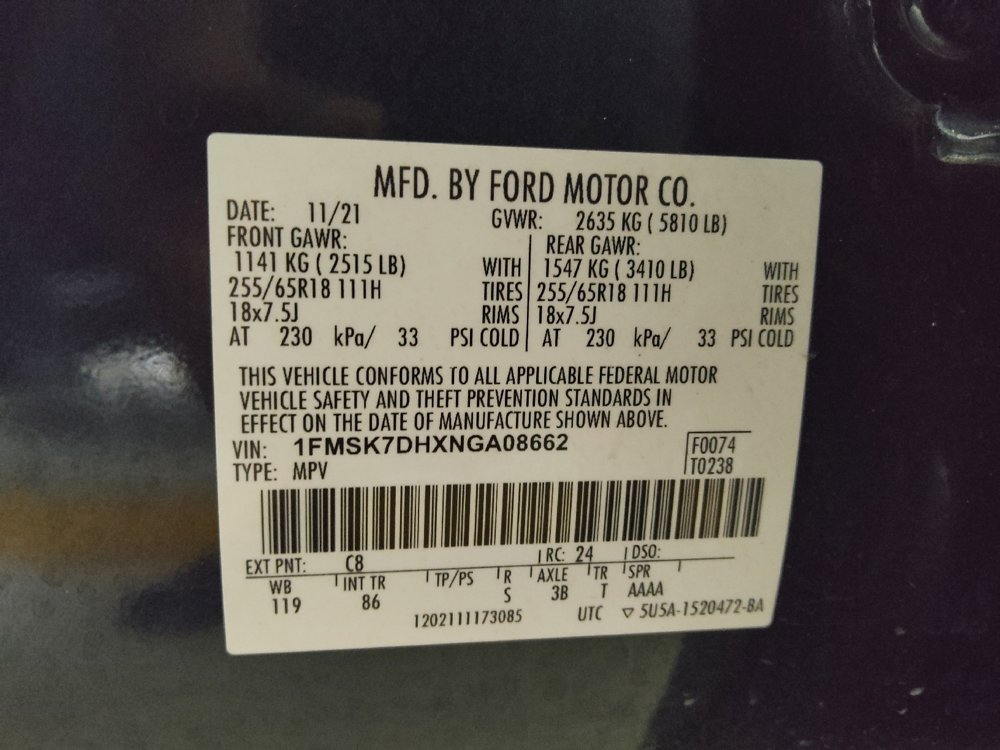 MFD. BY FORD MOTOR CO.
DATE: 11/21 GVWR: 2635 KG ( 5810 LB)
FRONT GAWR: REAR GAWR:
1141 KG ( 2515 LB) WITH 1547 KG ( 3410 LB) WITH
255/65R18 111H TIRES 255/65R18 111H TIRES
18x7.5J RIMS 18x7.5J RIMS
AT 230 kPa/ 33 PSI COLD AT 230 kPa/ 33 PSI COLD
THIS VEHICLE CONFORMS TO ALL APPLICABLE FEDERAL MOTOR
VEHICLE SAFETY AND THEFT PREVENTION STANDARDS IN
EFFECT ON THE DATE OF MANUFACTURE SHOWN ABOVE.
VIN: 1FMSK7DHXNGA08662 F0074
TYPE: MPV T0238
EXT PNT: C8 RC: 24 DSO:
WB INT TR TP/PS R AXLE TR SPR
119 86 S 3B T AAAA
1202111173085 UTC ▽ 5U5A-1520472-BA